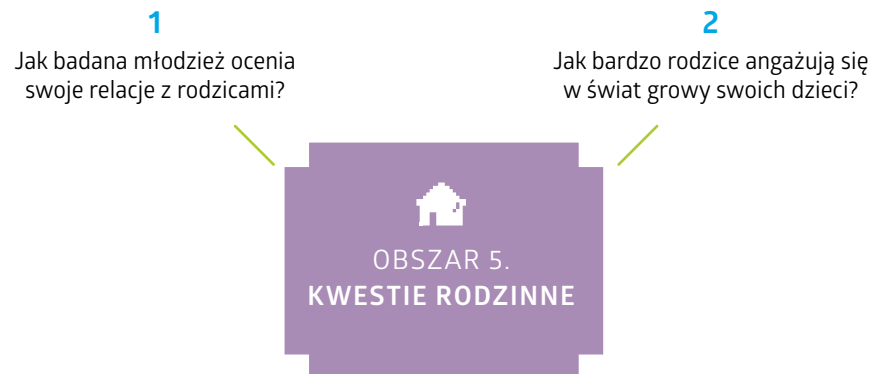 1
Jak badana młodzież ocenia
swoje relacje z rodzicami?
2
Jak bardzo rodzice angażują się
w świat growy swoich dzieci?
OBSZAR 5.
KWESTIE RODZINNE